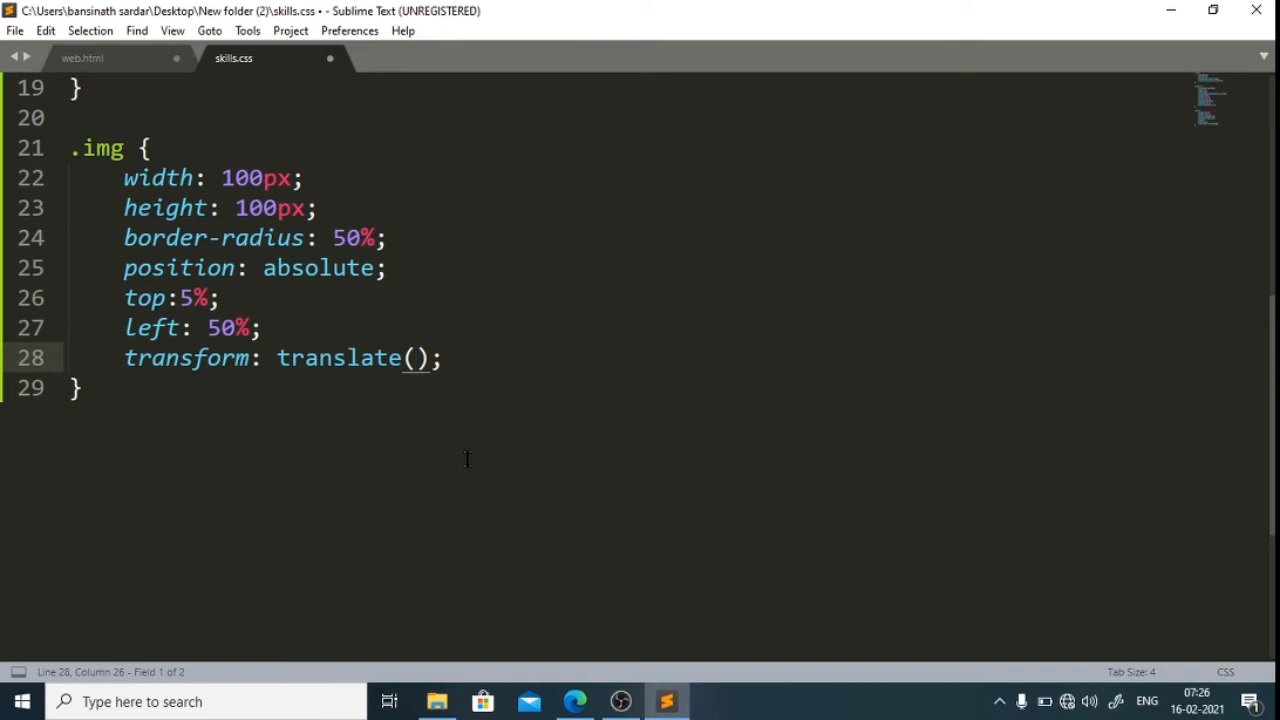 C:\Users\bansinath sardar\Desktop\New folder (2)\skills.css • - Sublime Text (UNREGISTERED)
File Edit Selection Find View Goto Tools Project Preferences Help
web.html skills.css
19 }
20
21 .img {
22 width: 100px;
23 height: 100px;
24 border-radius: 50%;
25 position: absolute;
26 top:5%;
27 left: 50%;
28 transform: translate();
29 }
Line 28, Column 26 - Field 1 of 2 Tab Size: 4 CSS
Type here to search ENG 07:26
16-02-2021 1